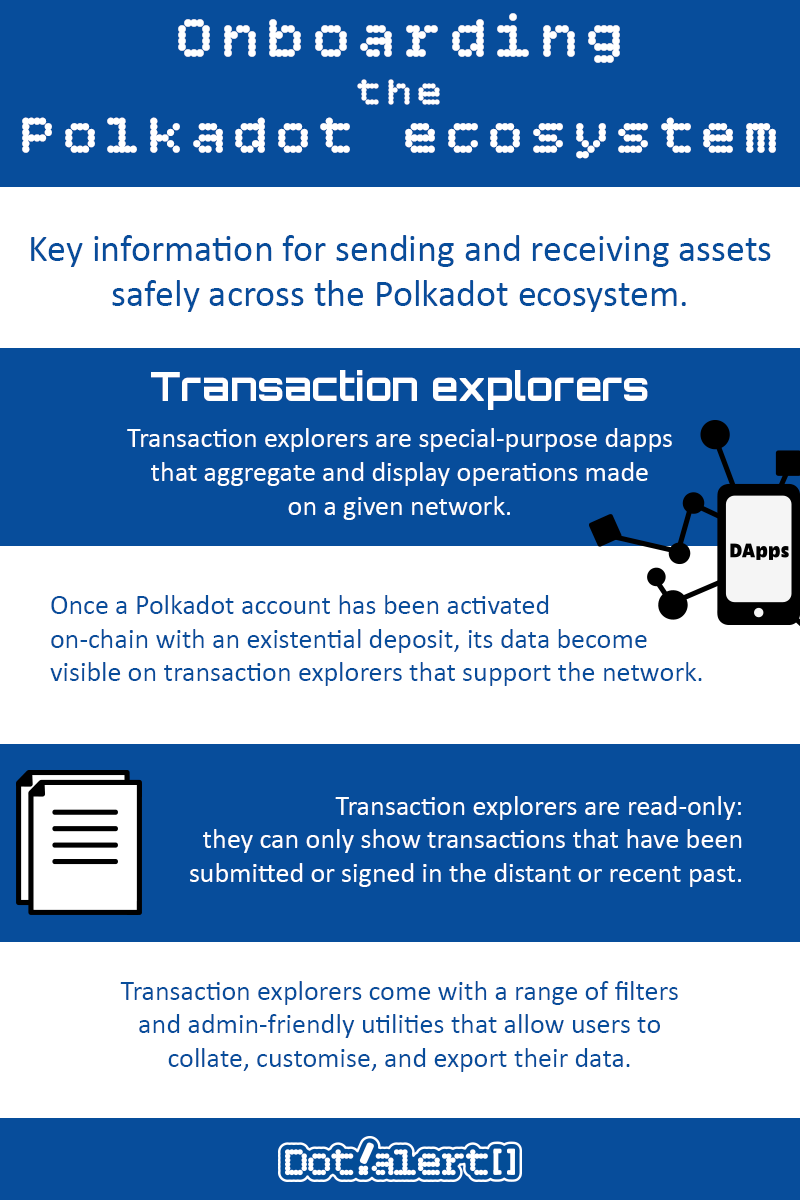 Onboarding
the
Polkadot ecosystem
Key information for sending and receiving assets
safely across the Polkadot ecosystem.
Transaction explorers
Transaction explorers are special-purpose dapps
that aggregate and display operations made
on a given network.
DApps
Once a Polkadot account has been activated
on-chain with an existential deposit, its data become
visible on transaction explorers that support the network.
Transaction explorers are read-only:
they can only show transactions that have been
submitted or signed in the distant or recent past.
Transaction explorers come with a range of filters
and admin-friendly utilities that allow users to
collate, customise, and export their data.
Dot!alert[]